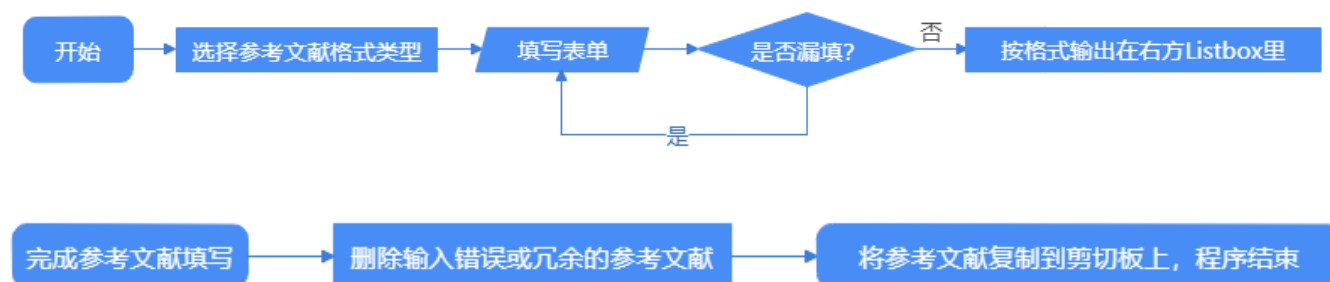 开始
选择参考文献格式类型
填写表单
是否漏填?
否
按格式输出在右方Listbox里
是
完成参考文献填写
删除输入错误或冗余的参考文献
将参考文献复制到剪切板上，程序结束